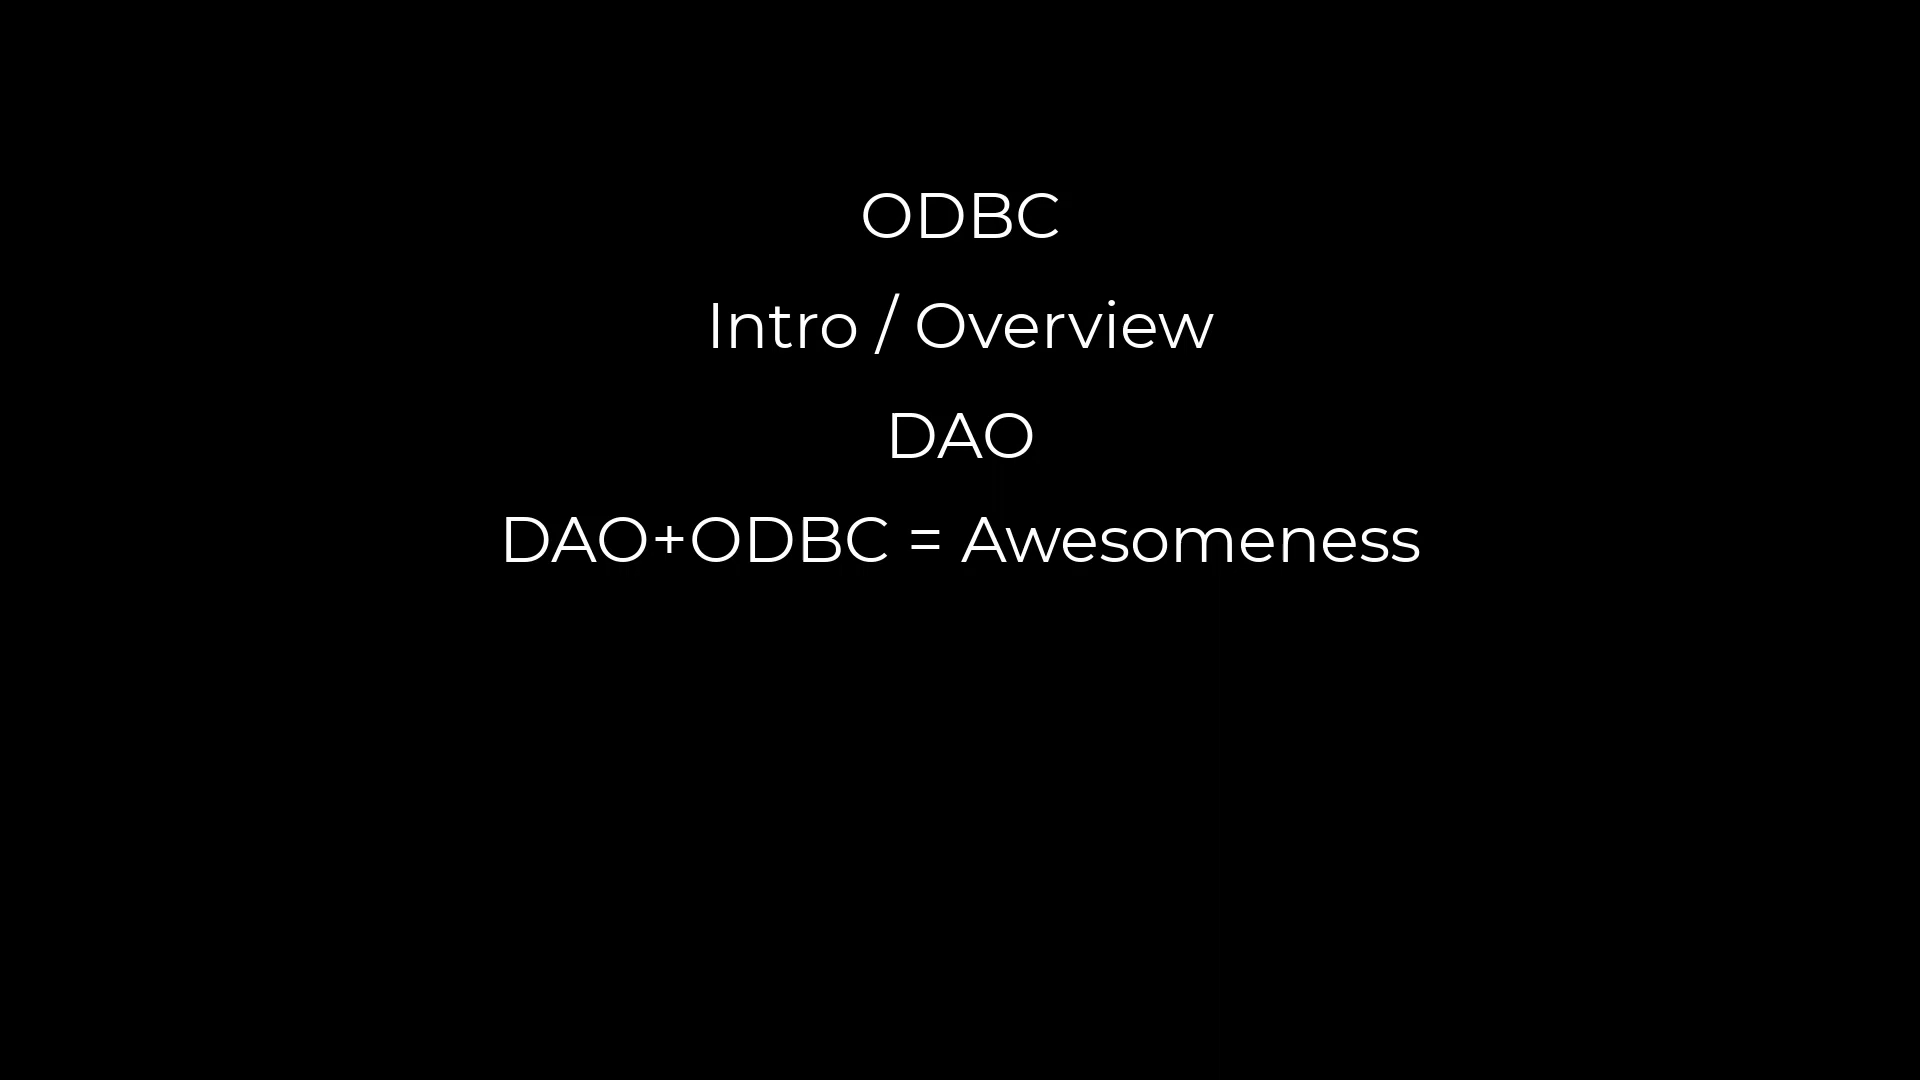 ODBC
Intro / Overview
DAO
DAO+ODBC = Awesomeness